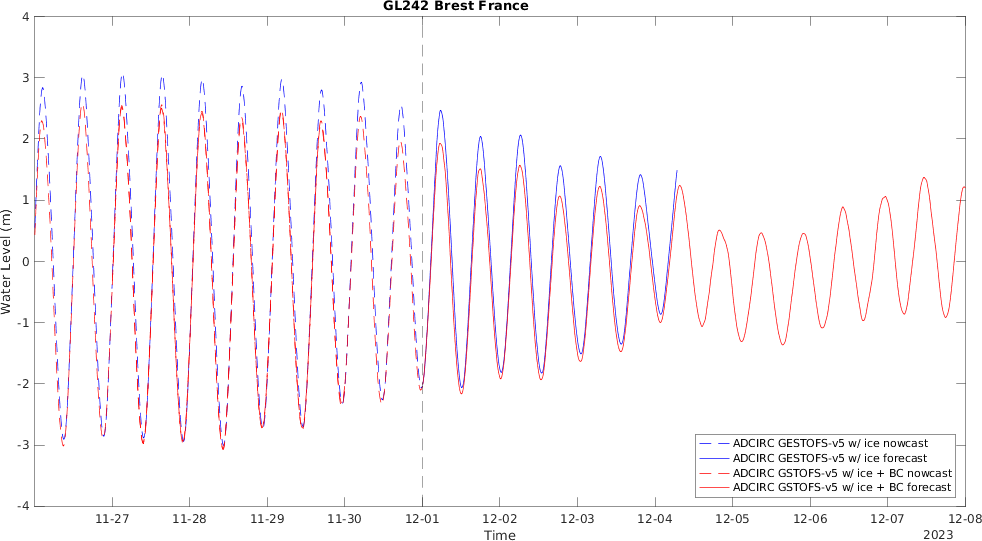 GL242 Brest France
4
3
2
1
0
-1
-2
-3
-4
Water Level (m)
ADCIRC GESTOFS-v5 w/ ice nowcast
ADCIRC GESTOFS-v5 w/ ice forecast
ADCIRC GSTOFS-v5 w/ ice + BC nowcast
ADCIRC GSTOFS-v5 w/ ice + BC forecast
11-27 11-28 11-29 11-30 12-01 12-02 12-03 12-04 12-05 12-06 12-07 12-08
Time
2023